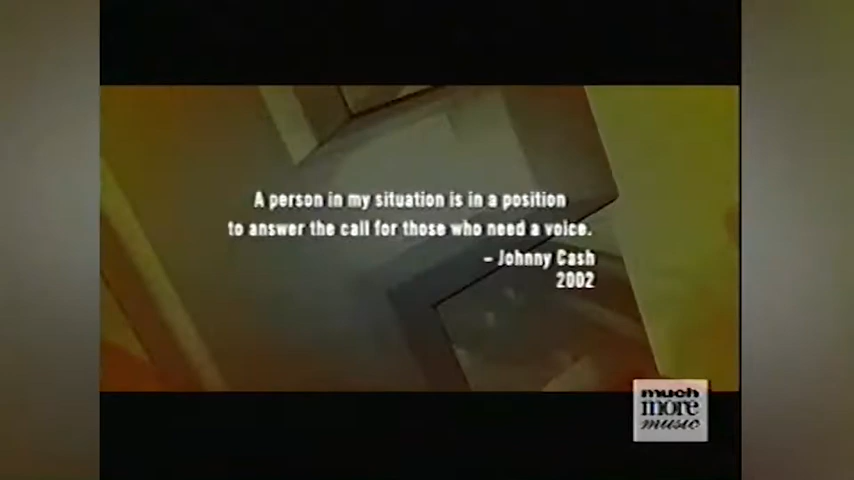 A person in my situation is in a position
to answer the call for those who need a voice.
– Johnny Cash
2002
much
more
music